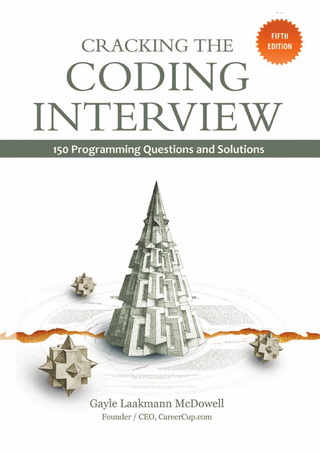 FIFTH
EDITION
CRACKING THE
CODING
INTERVIEW
150 Programming Questions and Solutions
Gayle Laakmann McDowell
Founder / CEO, CareerCup.com